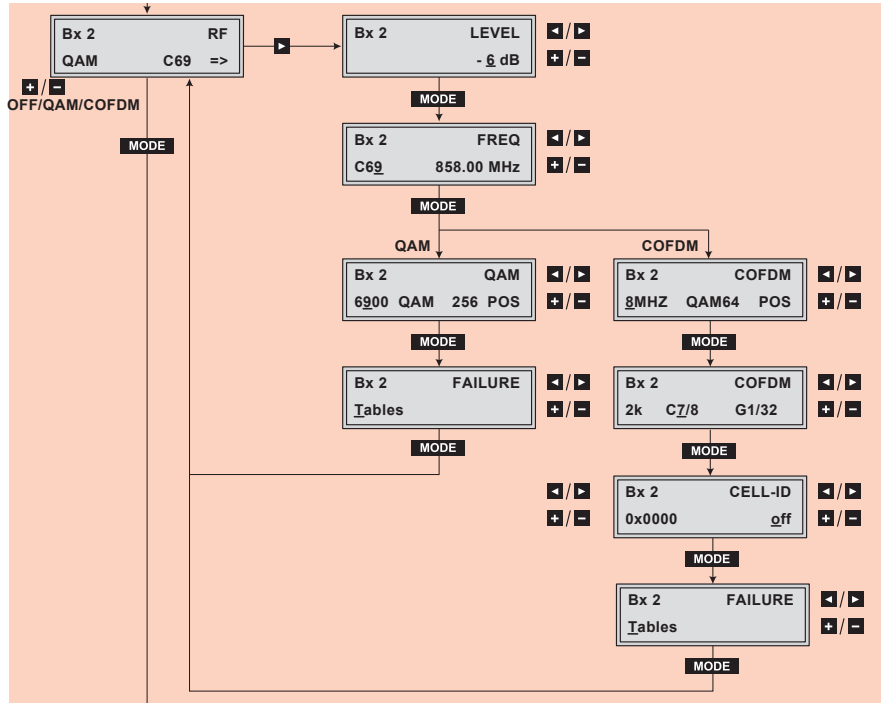 Bx 2 RF
QAM C69 =>
+ / −
OFF/QAM/COFDM
MODE
Bx 2 LEVEL
- 6 dB
/
+ / −
MODE
Bx 2 FREQ
C69 858.00 MHz
/
+ / −
MODE
QAM
Bx 2 QAM
6900 QAM 256 POS
/
+ / −
MODE
Bx 2 FAILURE
Tables
/
+ / −
MODE
COFDM
Bx 2 COFDM
8MHZ QAM64 POS
/
+ / −
MODE
Bx 2 COFDM
2k C7/8 G1/32
/
+ / −
MODE
/
+ / −
Bx 2 CELL-ID
0x0000 off
/
+ / −
MODE
Bx 2 FAILURE
Tables
/
+ / −
MODE